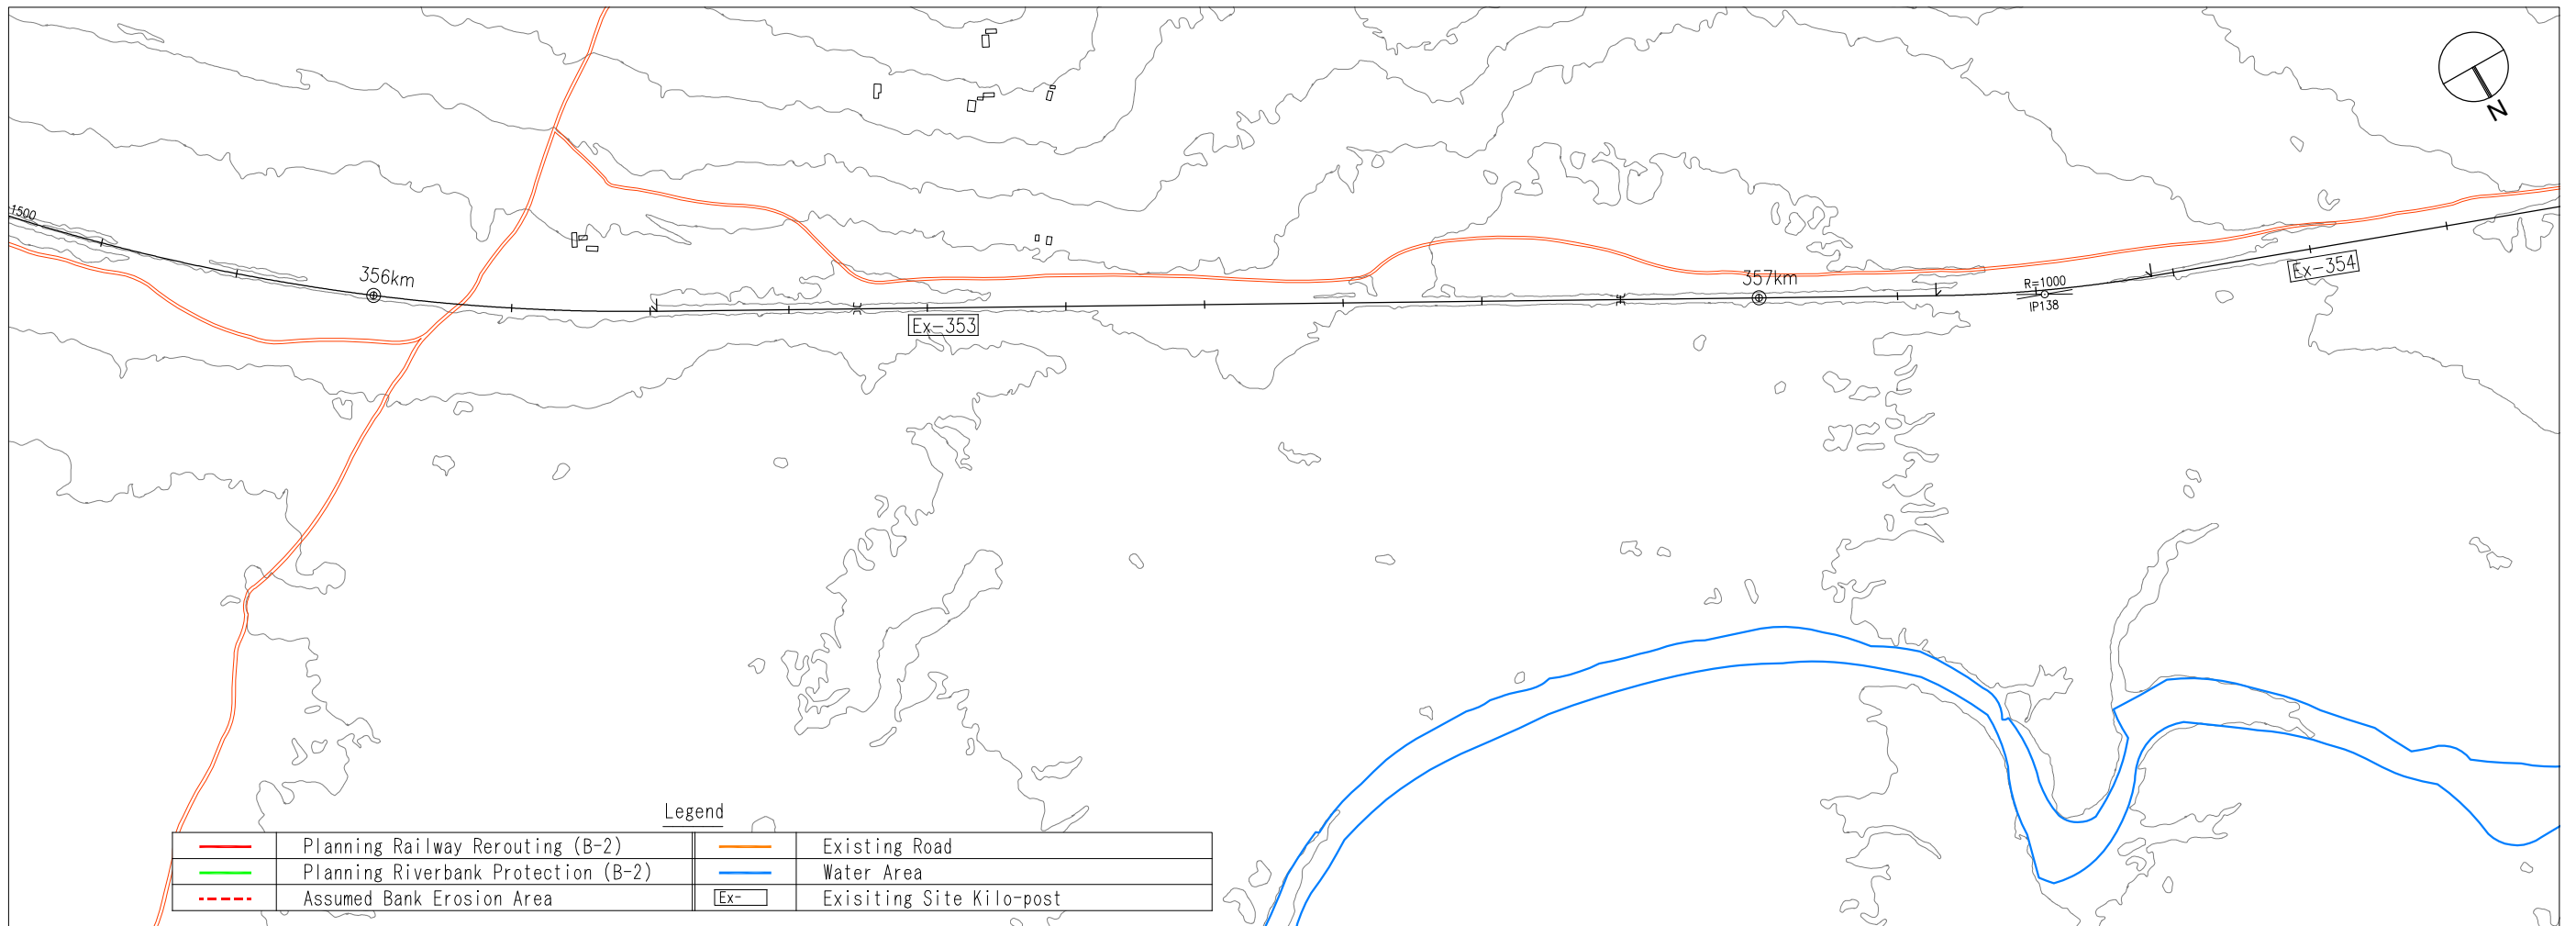 N
1500
356km
357km
R=1000
IP138
Ex-354
Ex-353
Legend
Planning Railway Rerouting (B-2)
Existing Road
Planning Riverbank Protection (B-2)
Water Area
Assumed Bank Erosion Area
Ex-
Exisiting Site Kilo-post